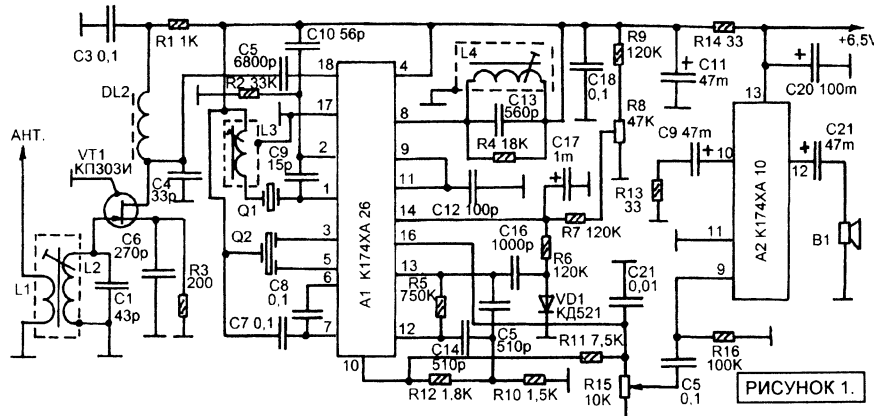 C3 0,1
R1 1K
C10 56p
C5
6800p
R2 33K
DL2
АНТ.
VT1
КП303И
C4
33p
L1
L2
C1
43p
C6
270p
R3
200
L3
C9
15p
Q1
Q2
C8
0,1
C7 0,1
18
17
2
1
3
5
6
7
10
A1 К174ХА 26
4
8
9
11
14
16
13
12
L4
C13
560p
R4 18K
C12 100p
C17
1m
R7 120K
C16
1000p
R6
120K
VD1
КД521
R5
750K
C14
510p
C5
510p
R12 1.8K
R10 1,5K
R11 7,5K
C21
0,01
R15
10K
C5
0.1
R16
100K
C18
0,1
R9
120K
R8
47K
C11
47m
R14 33
+6,5V
C20 100m
C9 47m
R13
33
13
10
11
9
12
A2 К174ХА 10
C21
47m
B1
РИСУНОК 1.